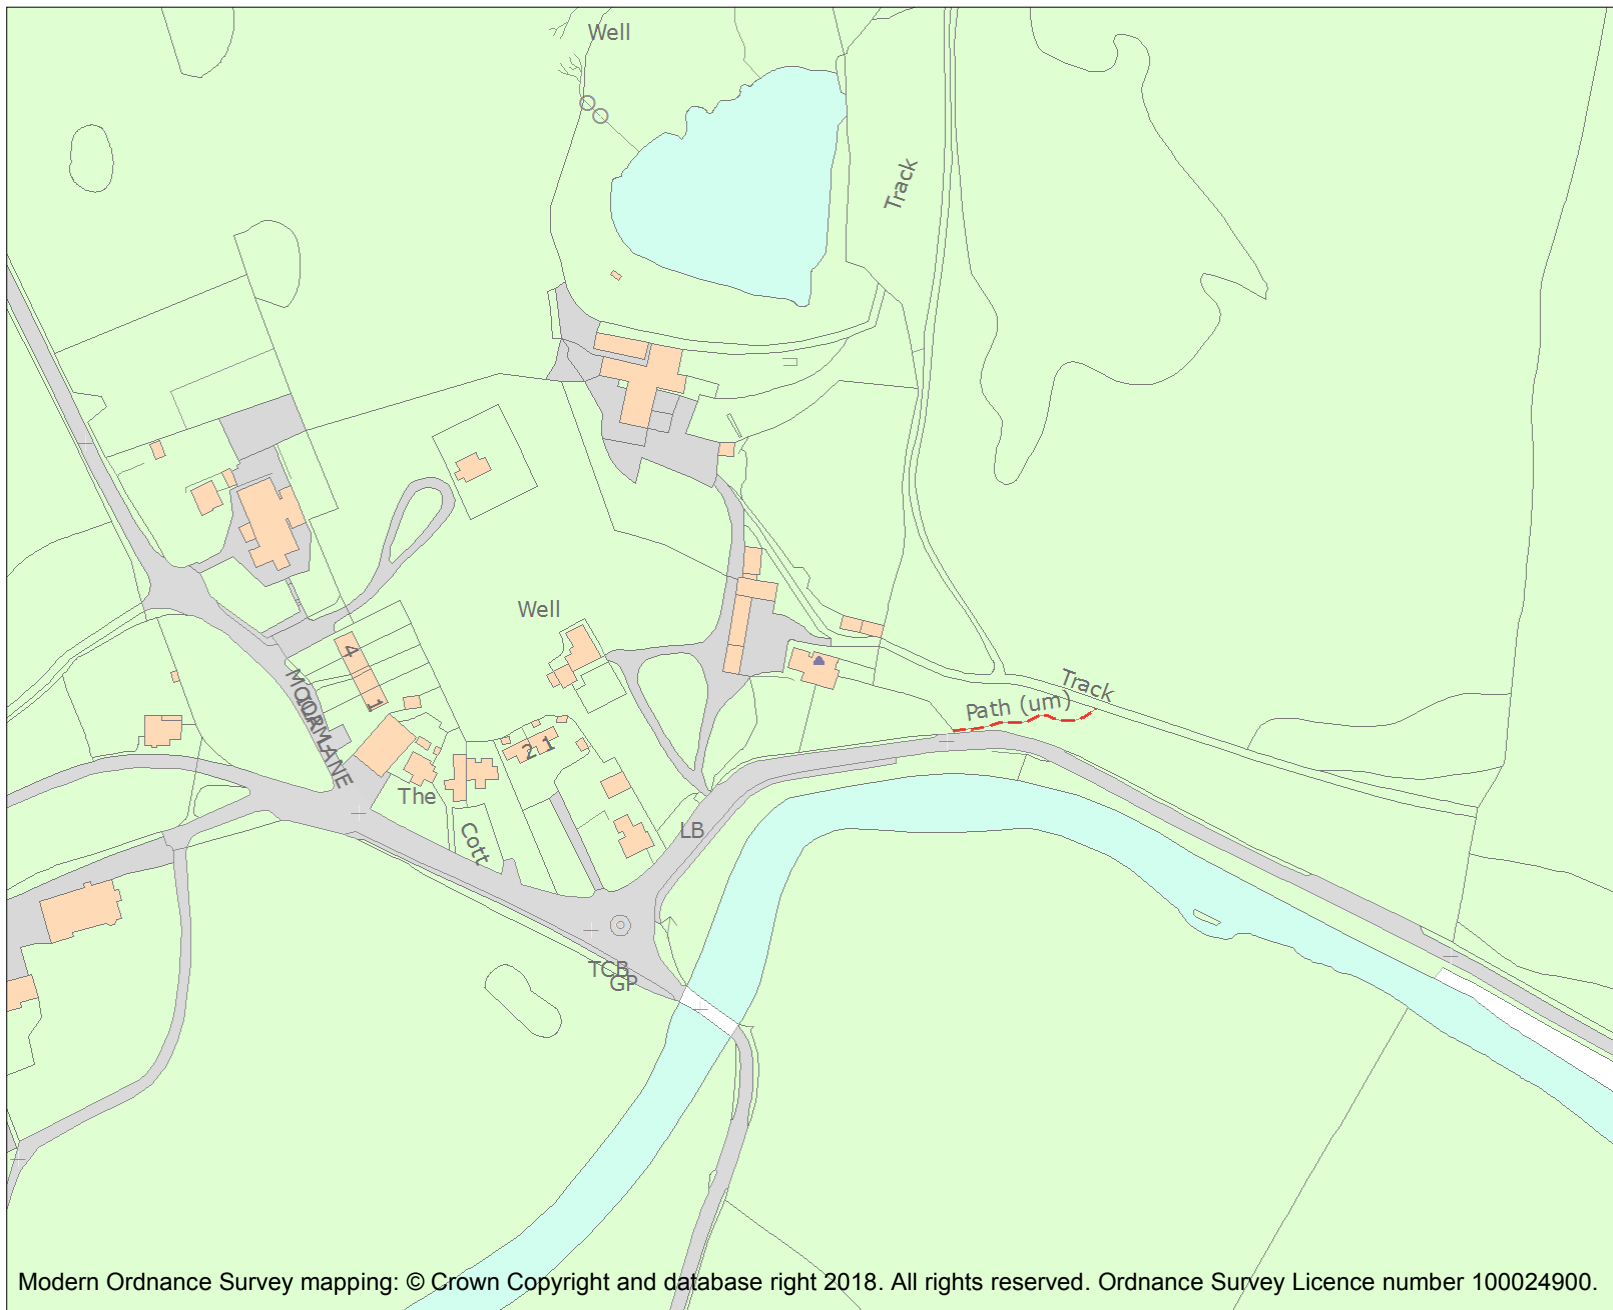 Well
Track
Well
4
1
Track
Path (um)
2 1
LANE
The
LB
Cott
TCB
GP
Modern Ordnance Survey mapping: © Crown Copyright and database right 2018. All rights reserved. Ordnance Survey Licence number 100024900.